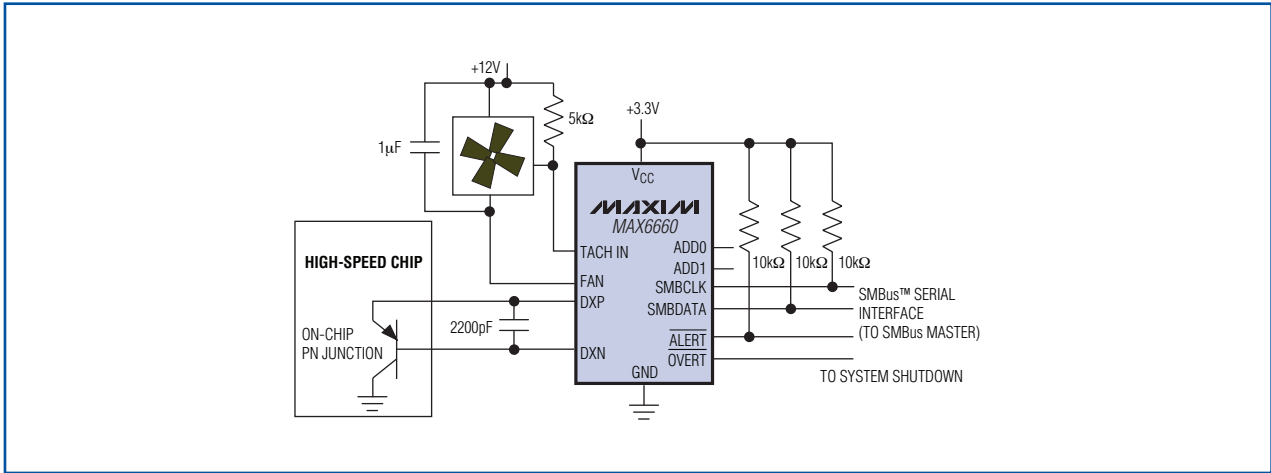 +12V
5kΩ
1μF
+3.3V
VCC
MAXIM
MAX6660
TACH IN
FAN
DXP
DXN
GND
ADD0
ADD1
SMBCLK
SMBDATA
ALERT
OVERT
10kΩ 10kΩ 10kΩ
HIGH-SPEED CHIP
ON-CHIP
PN JUNCTION
2200pF
SMBus™ SERIAL
INTERFACE
(TO SMBus MASTER)
TO SYSTEM SHUTDOWN